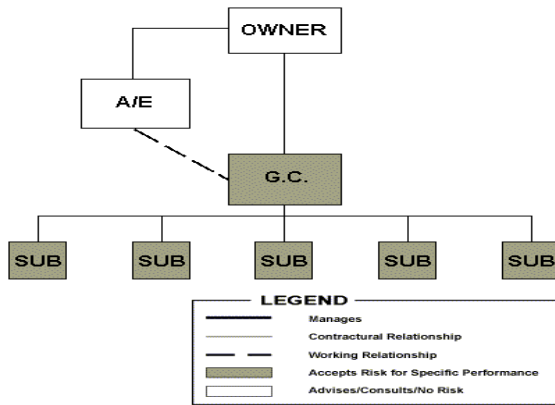 OWNER
A/E
G.C.
SUB SUB SUB SUB SUB
LEGEND
Manages
Contractural Relationship
Working Relationship
Accepts Risk for Specific Performance
Advises/Consults/No Risk